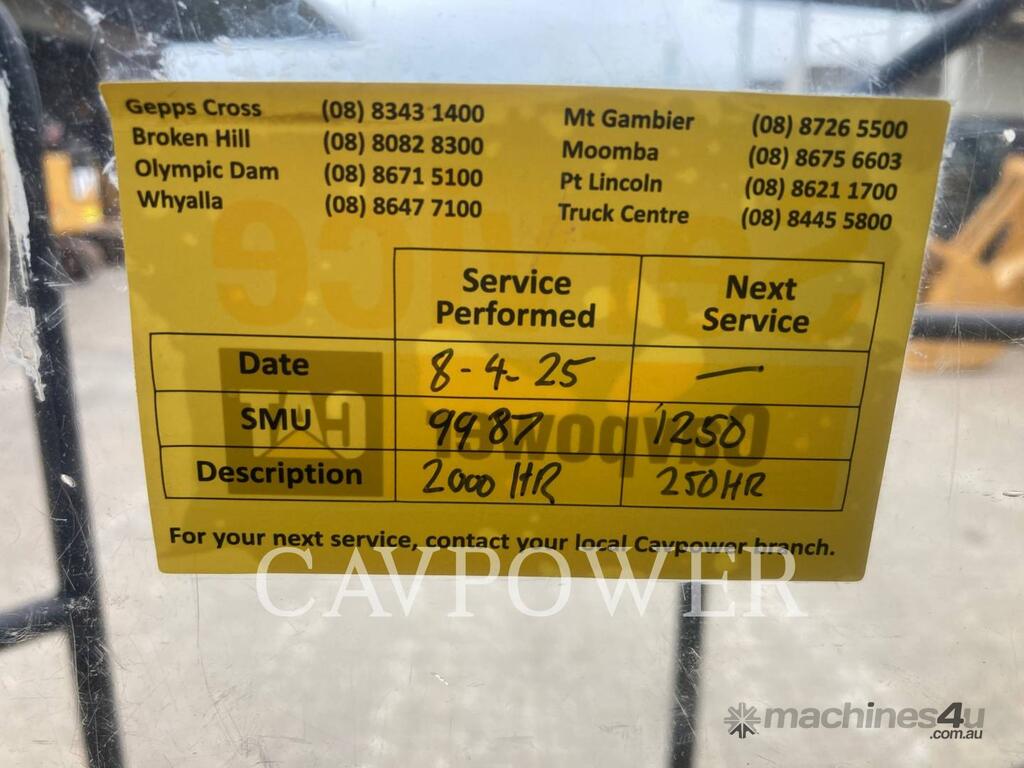 Gepps Cross (08) 8343 1400
Broken Hill (08) 8082 8300
Olympic Dam (08) 8671 5100
Whyalla (08) 8647 7100
Mt Gambier (08) 8726 5500
Moomba (08) 8675 6603
Pt Lincoln (08) 8621 1700
Truck Centre (08) 8445 5800
service
Service Performed Next Service
Date 8-4-25 —
SMU 9987 1250
Description 2000 HR 250HR
CAT
Cavpower
For your next service, contact your local Cavpower branch.
CAVPOWER
machines4u
.com.au